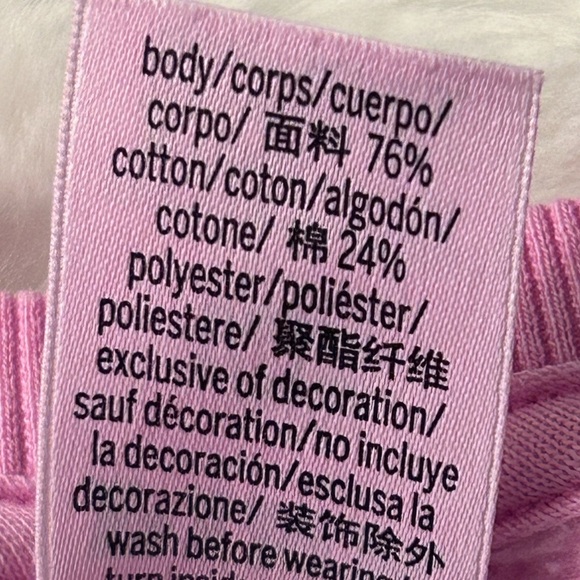 body/corps/cuerpo/
corpo/ 面料 76%
cotton/coton/algodón/
cotone/ 棉 24%
polyester/poliéster/
poliestere/ 聚酯纤维
exclusive of decoration/
sauf décoration/no incluye
la decoración/esclusa la
decorazione/ 装饰除外
wash before wearing
turn